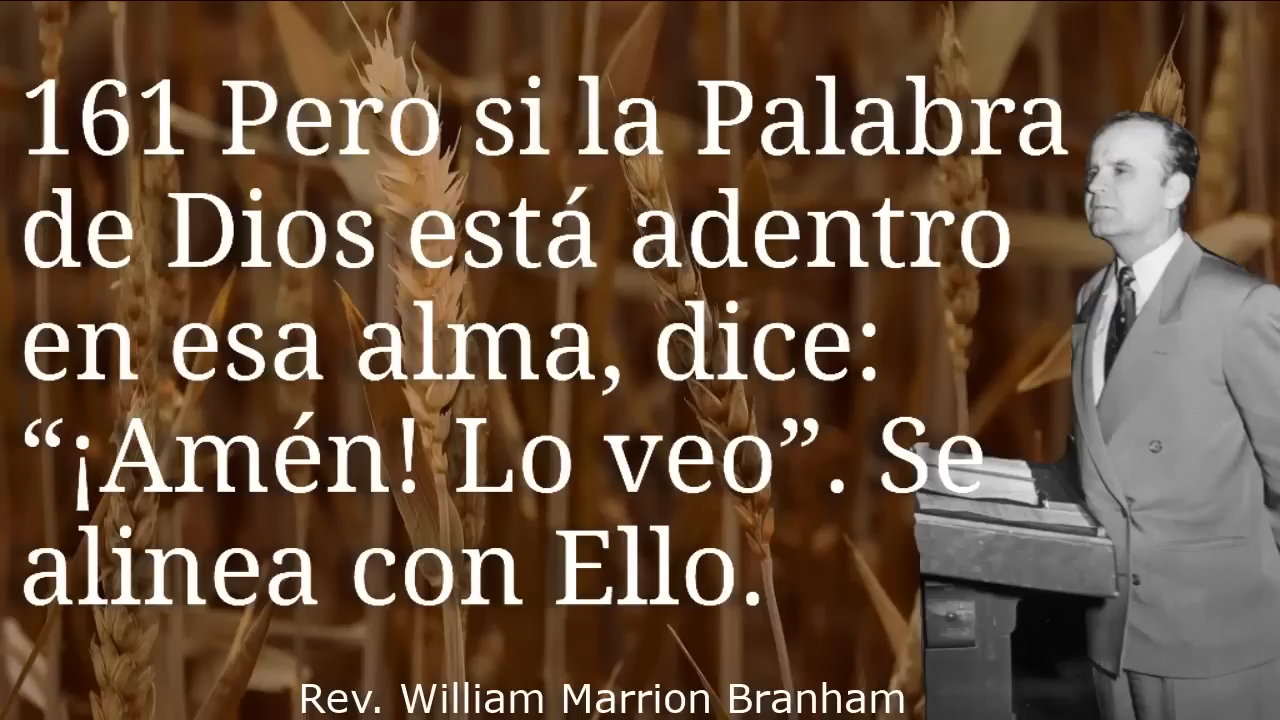 161 Pero si la Palabra
de Dios está adentro
en esa alma, dice:
“¡Amén! Lo veo”. Se
alinea con Ello.
Rev. William Marrion Branham